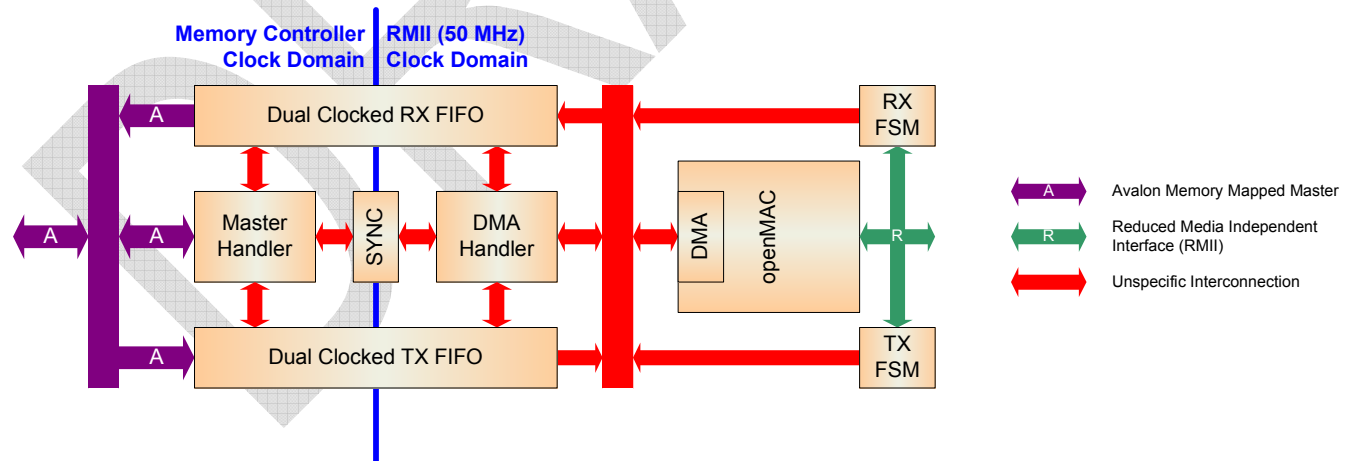 Memory Controller
Clock Domain
RMII (50 MHz)
Clock Domain
Dual Clocked RX FIFO
RX
FSM
A
A
A
A
Master
Handler
SYNC
DMA
Handler
DMA
openMAC
R
Dual Clocked TX FIFO
TX
FSM
A Avalon Memory Mapped Master
R Reduced Media Independent
Interface (RMII)
Unspecific Interconnection